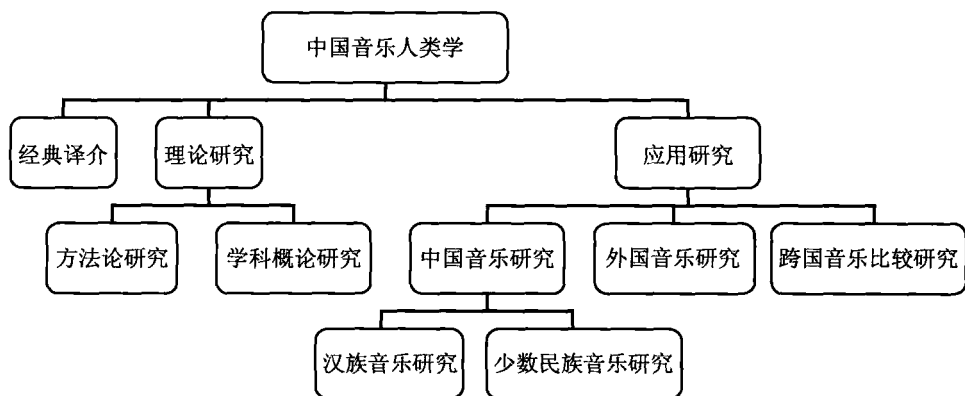 中国音乐人类学
经典译介
理论研究
应用研究
方法论研究
学科概论研究
中国音乐研究
外国音乐研究
跨国音乐比较研究
汉族音乐研究
少数民族音乐研究